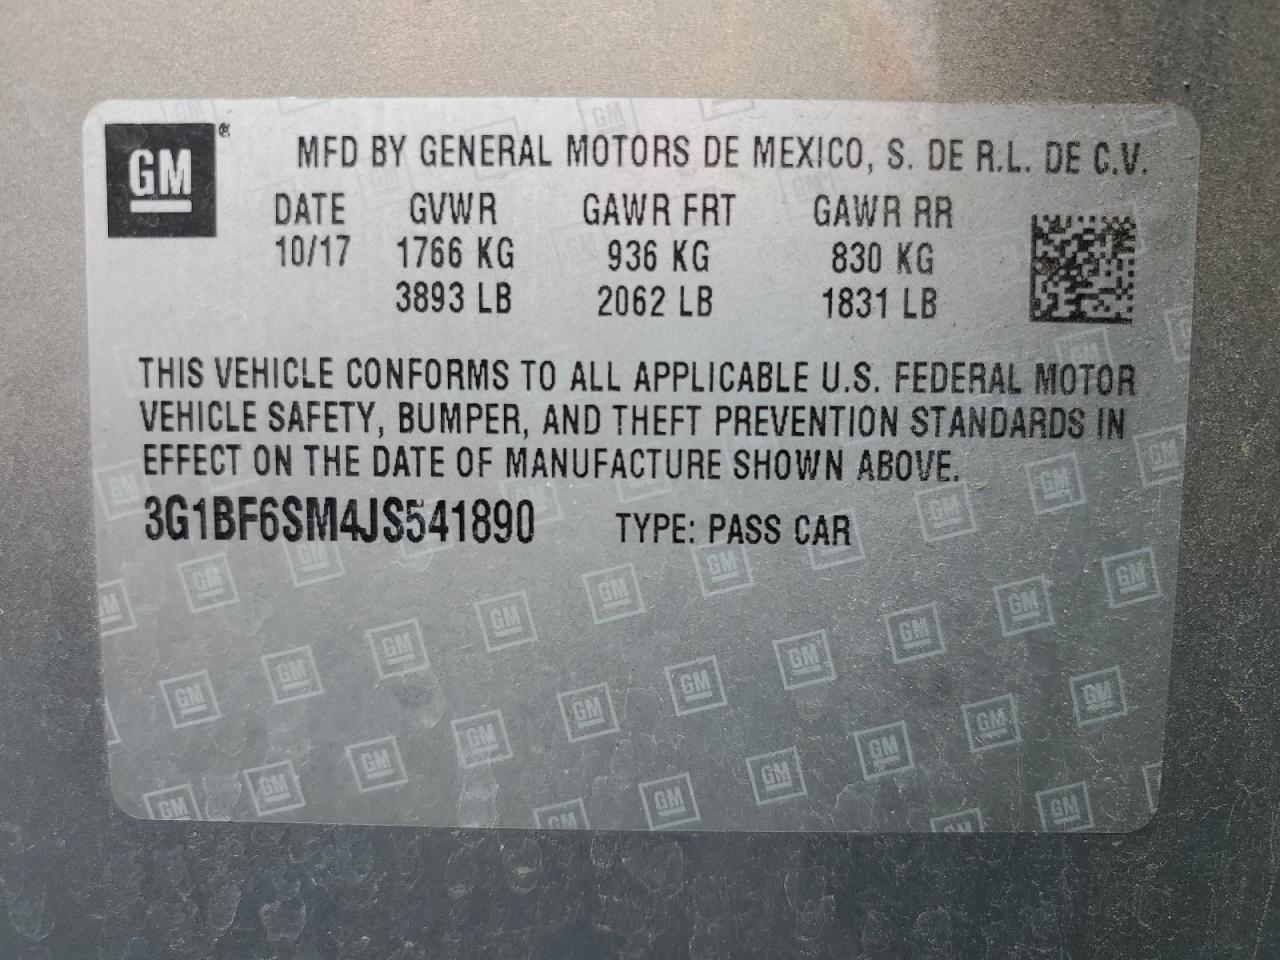 GM ®
MFD BY GENERAL MOTORS DE MEXICO, S. DE R.L. DE C.V.
DATE GVWR GAWR FRT GAWR RR
10/17 1766 KG 936 KG 830 KG
3893 LB 2062 LB 1831 LB
THIS VEHICLE CONFORMS TO ALL APPLICABLE U.S. FEDERAL MOTOR
VEHICLE SAFETY, BUMPER, AND THEFT PREVENTION STANDARDS IN
EFFECT ON THE DATE OF MANUFACTURE SHOWN ABOVE.
3G1BF6SM4JS541890 TYPE: PASS CAR